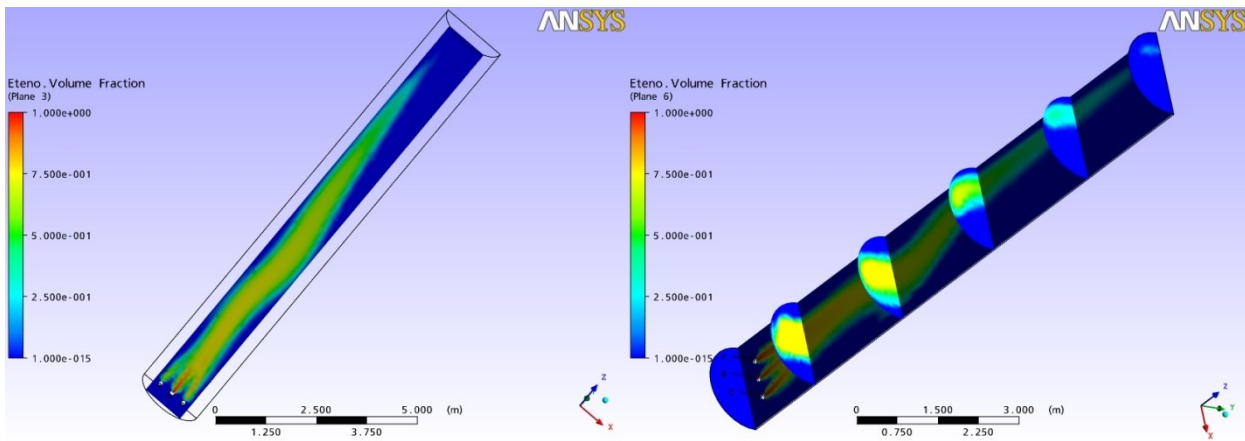 ANSYS
Eteno.Volume Fraction
(Plane 3)
1.000e+000
7.500e-001
5.000e-001
2.500e-001
1.000e-015
0 2.500 5.000 (m)
1.250 3.750
Z
X
ANSYS
Eteno.Volume Fraction
(Plane 6)
1.000e+000
7.500e-001
5.000e-001
2.500e-001
1.000e-015
0 1.500 3.000 (m)
0.750 2.250
Z
Y
X